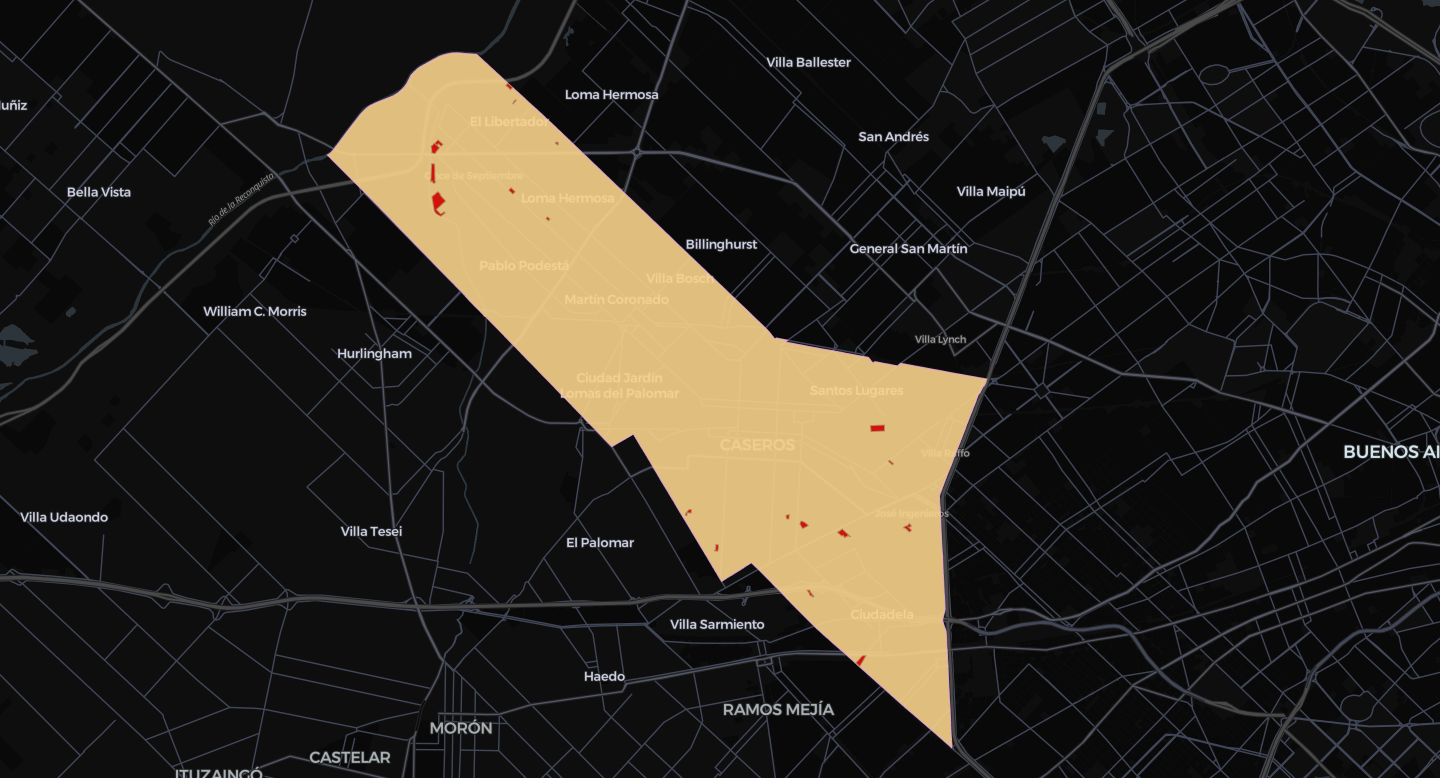 Villa Ballester
Loma Hermosa
uñiz
El Libertador
San Andrés
Once de Septiembre
Bella Vista
Villa Maipú
Río de la Reconquista
Loma Hermosa
Billinghurst
General San Martín
Pablo Podestá
Villa Bosch
Martín Coronado
William C. Morris
Villa Lynch
Hurlingham
Ciudad Jardín
Lomas del Palomar
Santos Lugares
CASEROS
Villa Raffo
BUENOS AI
Villa Udaondo
José Ingenieros
Villa Tesei
El Palomar
Ciudadela
Villa Sarmiento
Haedo
RAMOS MEJÍA
MORÓN
CASTELAR
ITUZAINGÓ